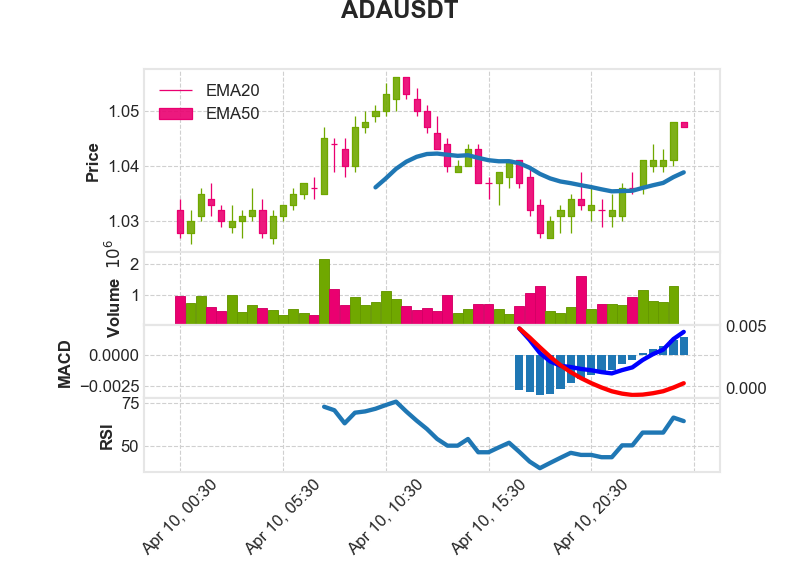 ADAUSDT
EMA20
EMA50
Price
1.05
1.04
1.03
Volume 10^6
2
1
MACD
0.0000
−0.0025
0.005
0.000
RSI
75
50
Apr 10, 00:30
Apr 10, 05:30
Apr 10, 10:30
Apr 10, 15:30
Apr 10, 20:30